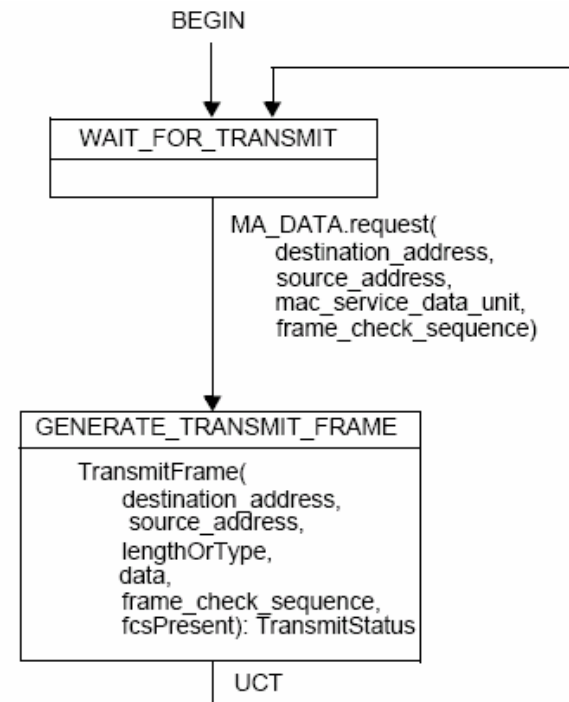 BEGIN
WAIT_FOR_TRANSMIT
MA_DATA.request(
destination_address,
source_address,
mac_service_data_unit,
frame_check_sequence)
GENERATE_TRANSMIT_FRAME
TransmitFrame(
destination_address,
source_address,
lengthOrType,
data,
frame_check_sequence,
fcsPresent): TransmitStatus
UCT